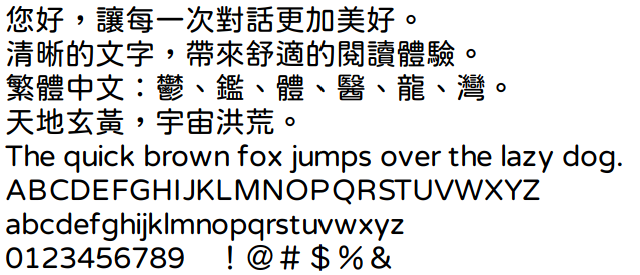 您好，讓每一次對話更加美好。
清晰的文字，帶來舒適的閱讀體驗。
繁體中文：鬱、鑑、體、醫、龍、灣。
天地玄黃，宇宙洪荒。
The quick brown fox jumps over the lazy dog.
ABCDEFGHIJKLMNOPQRSTUVWXYZ
abcdefghijklmnopqrstuvwxyz
0123456789　！@＃＄％＆